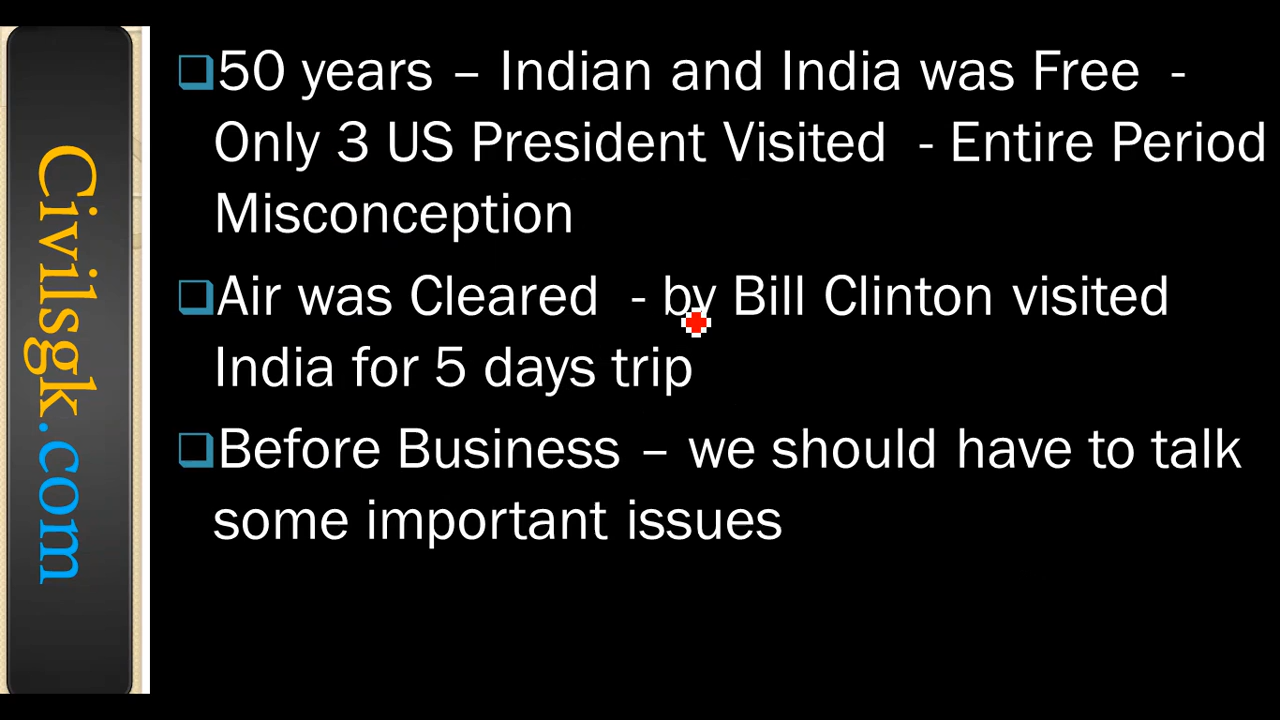 Civilsgk.com
50 years – Indian and India was Free -
Only 3 US President Visited - Entire Period
Misconception
Air was Cleared - by Bill Clinton visited
India for 5 days trip
Before Business – we should have to talk
some important issues